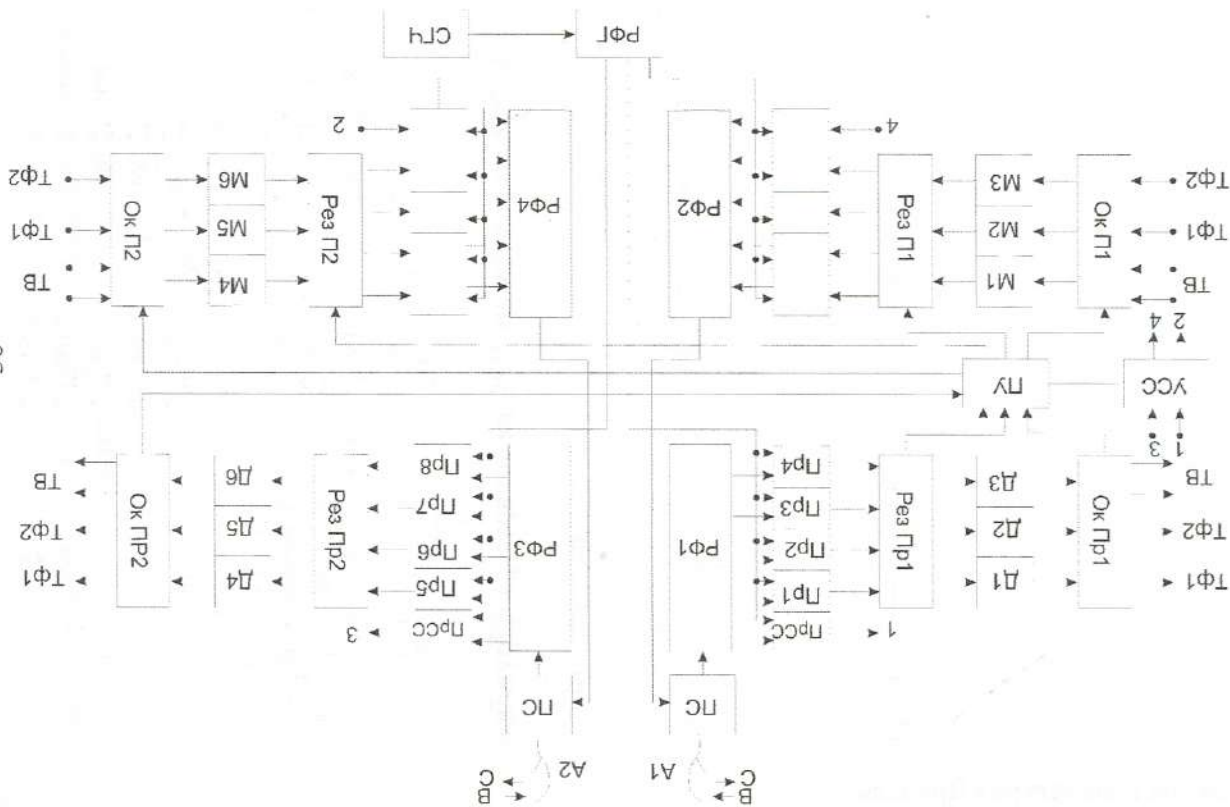 В В
С А1 А2 С
ПС ПС
1 ПрСС ПрСС 3
Тф1 Д1 Пр1 Пр5 Д4 Тф1
Тф2 Ок Пр1 Д2 Рез Пр1 Пр2 РФ1 РФ3 Пр6 Рез Пр2 Д5 Ок ПР2 Тф2
Пр3 Пр7
ТВ Д3 Пр4 Пр8 Д6 ТВ
1 3
УСС ПУ
2 4
ТВ М1 М4 ТВ
Тф1 Ок П1 М2 Рез П1 РФ2 РФ4 Рез П2 М5 Ок П2 Тф1
Тф2 М3 М6 Тф2
4 2
РФГ СГЧ